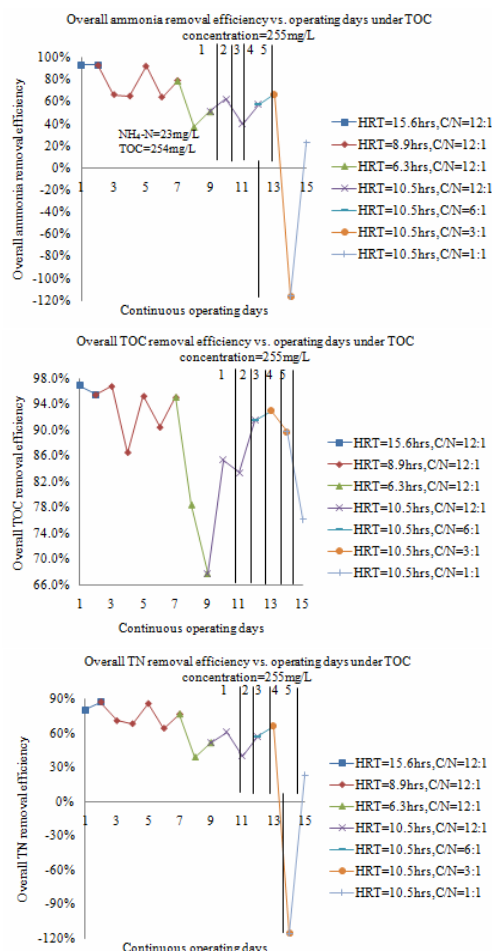 Overall ammonia removal efficiency vs. operating days under TOC
concentration=255mg/L
1 2 3 4 5
100%
80%
60%
40%
20%
0%
-20%
-40%
-60%
-80%
-100%
-120%
Overall ammonia removal efficiency
NH4-N=23mg/L
TOC=254mg/L
1 3 5 7 9 11 13 15
Continuous operating days
HRT=15.6hrs,C/N=12:1
HRT=8.9hrs,C/N=12:1
HRT=6.3hrs,C/N=12:1
HRT=10.5hrs,C/N=12:1
HRT=10.5hrs,C/N=6:1
HRT=10.5hrs,C/N=3:1
HRT=10.5hrs,C/N=1:1
Overall TOC removal efficiency vs. operating days under TOC
concentration=255mg/L
1 2 3 4 5
98.0%
94.0%
90.0%
86.0%
82.0%
78.0%
74.0%
70.0%
66.0%
Overall TOC removal efficiency
1 3 5 7 9 11 13 15
Continuous operating days
HRT=15.6hrs,C/N=12:1
HRT=8.9hrs,C/N=12:1
HRT=6.3hrs,C/N=12:1
HRT=10.5hrs,C/N=12:1
HRT=10.5hrs,C/N=6:1
HRT=10.5hrs,C/N=3:1
HRT=10.5hrs,C/N=1:1
Overall TN removal efficiency vs. operating days under TOC
concentration=255mg/L
1 2 3 4 5
90%
60%
30%
0%
-30%
-60%
-90%
-120%
Overall TN removal efficiency
1 3 5 7 9 11 13 15
Continuous operating days
HRT=15.6hrs,C/N=12:1
HRT=8.9hrs,C/N=12:1
HRT=6.3hrs,C/N=12:1
HRT=10.5hrs,C/N=12:1
HRT=10.5hrs,C/N=6:1
HRT=10.5hrs,C/N=3:1
HRT=10.5hrs,C/N=1:1